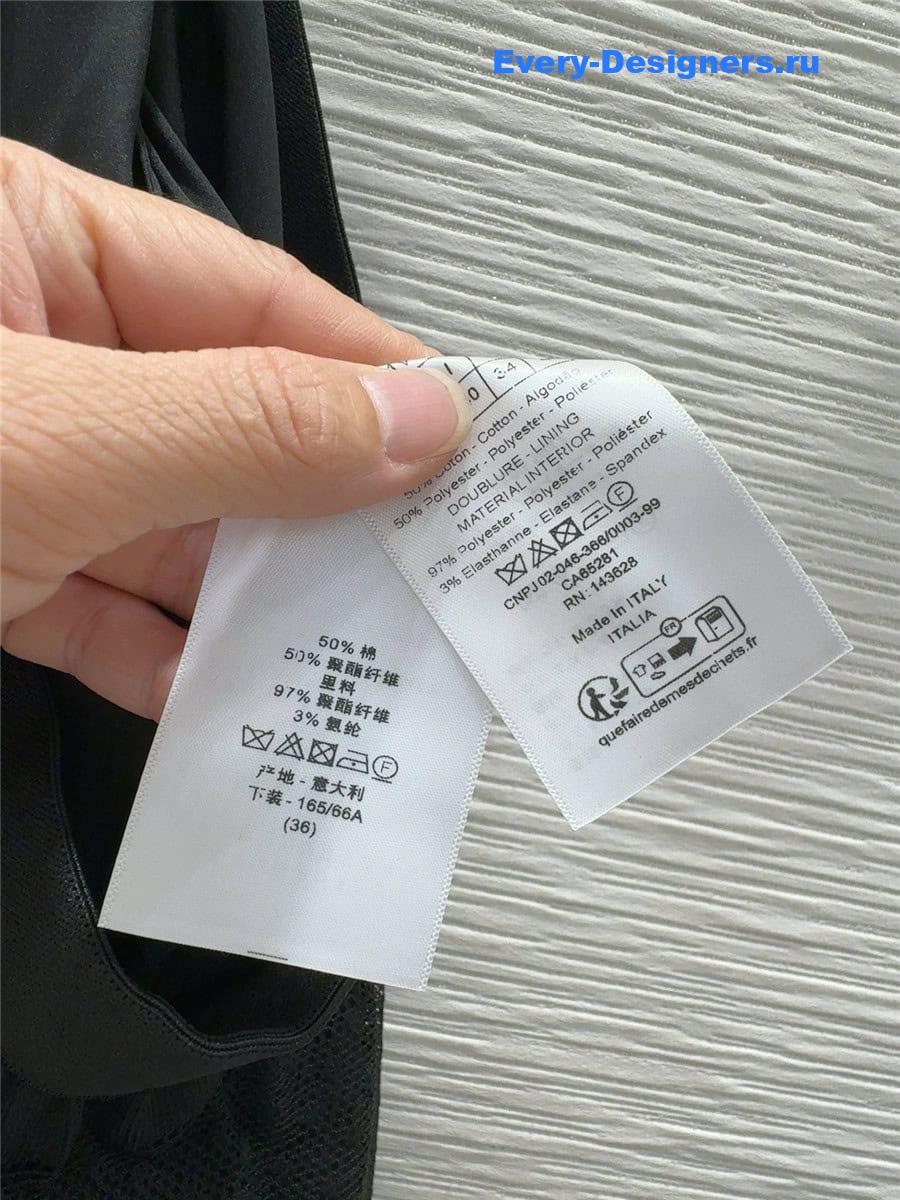 Every-Designers.ru
3.4
50% Coton - Cotton - Algodão
50% Polyester - Polyester - Poliéster
DOUBLURE - LINING
MATERIAL INTERIOR
97% Polyester - Polyester - Poliéster
3% Elasthanne - Elastane - Spandex
F
CNPJ 02-046-366/0003-99
CA65281
RN: 143628
Made in ITALY
ITALIA
FR
quefairedemesdechets.fr
50% 棉
50% 聚酯纤维
里料
97% 聚酯纤维
3% 氨纶
F
产地 - 意大利
下装 - 165/66A
(36)